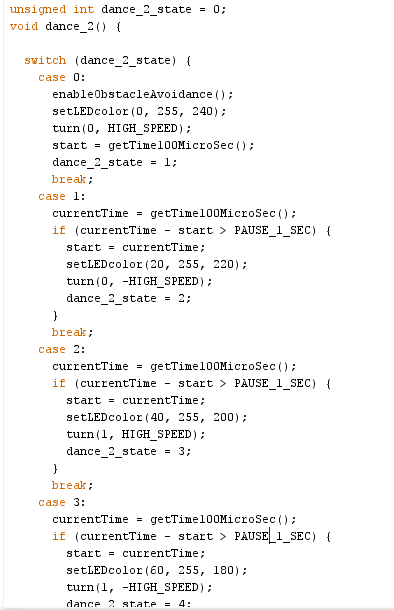 unsigned int dance_2_state = 0;
void dance_2() {
switch (dance_2_state) {
case 0:
enableObstacleAvoidance();
setLEDcolor(0, 255, 240);
turn(0, HIGH_SPEED);
start = getTime100MicroSec();
dance_2_state = 1;
break;
case 1:
currentTime = getTime100MicroSec();
if (currentTime - start > PAUSE_1_SEC) {
start = currentTime;
setLEDcolor(20, 255, 220);
turn(0, -HIGH_SPEED);
dance_2_state = 2;
}
break;
case 2:
currentTime = getTime100MicroSec();
if (currentTime - start > PAUSE_1_SEC) {
start = currentTime;
setLEDcolor(40, 255, 200);
turn(1, HIGH_SPEED);
dance_2_state = 3;
}
break;
case 3:
currentTime = getTime100MicroSec();
if (currentTime - start > PAUSE_1_SEC) {
start = currentTime;
setLEDcolor(60, 255, 180);
turn(1, -HIGH_SPEED);
dance_2_state = 4;